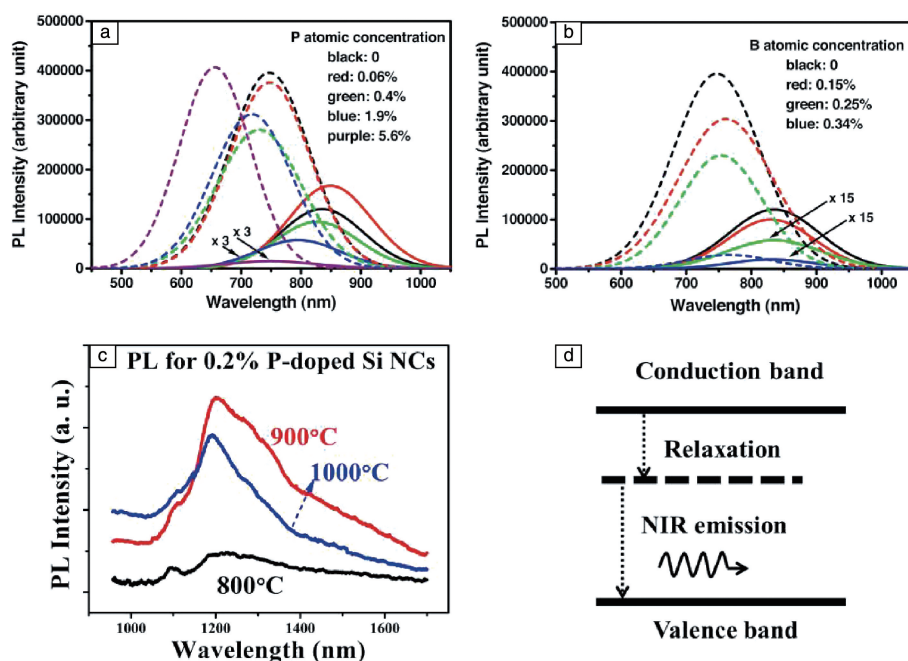 a
P atomic concentration
black: 0
red: 0.06%
green: 0.4%
blue: 1.9%
purple: 5.6%
x 3
x 3
PL Intensity (arbitrary unit)
500000
400000
300000
200000
100000
0
500 600 700 800 900 1000
Wavelength (nm)
b
B atomic concentration
black: 0
red: 0.15%
green: 0.25%
blue: 0.34%
x 15
x 15
PL Intensity (arbitrary unit)
500000
400000
300000
200000
100000
0
500 600 700 800 900 1000
Wavelength (nm)
c
PL for 0.2% P-doped Si NCs
900°C
1000°C
800°C
PL Intensity (a. u.)
1000 1200 1400 1600
Wavelength (nm)
d
Conduction band
Relaxation
NIR emission
Valence band